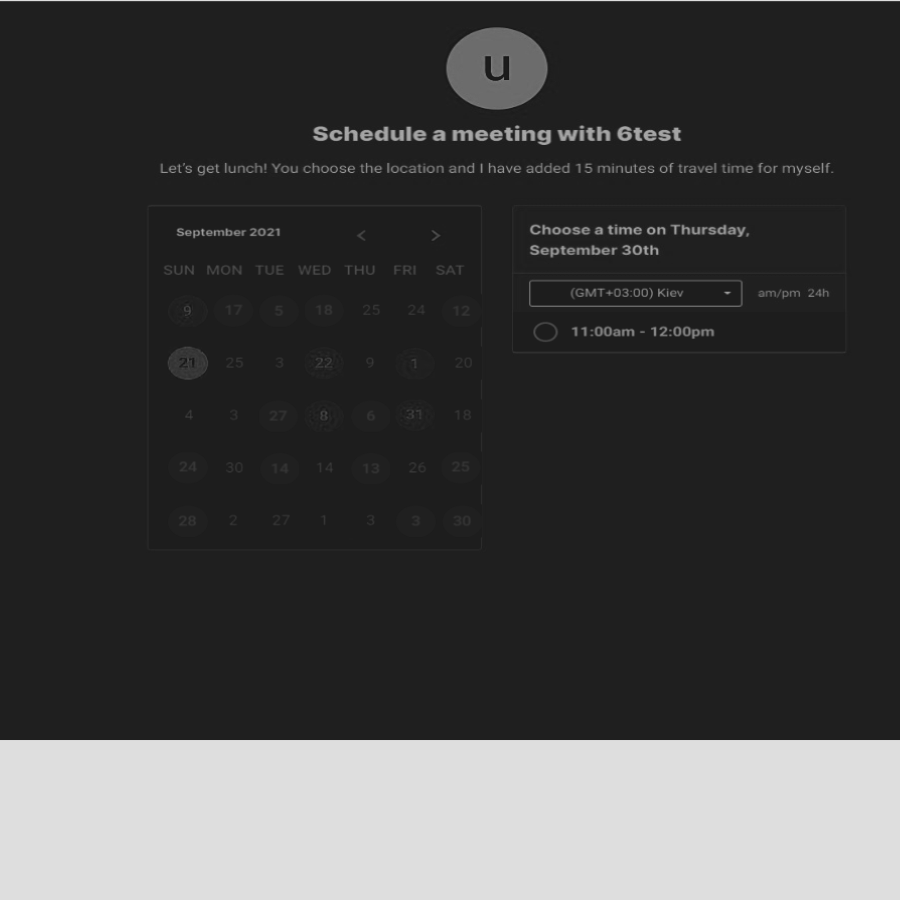 u
Schedule a meeting with 6test
Let's get lunch! You choose the location and I have added 15 minutes of travel time for myself.
September 2021 < >
SUN MON TUE WED THU FRI SAT
9 17 5 18 25 24 12
21 25 3 22 9 1 20
4 3 27 8 6 31 18
24 30 14 14 13 26 25
28 2 27 1 3 3 30
Choose a time on Thursday,
September 30th
(GMT+03:00) Kiev am/pm 24h
11:00am - 12:00pm